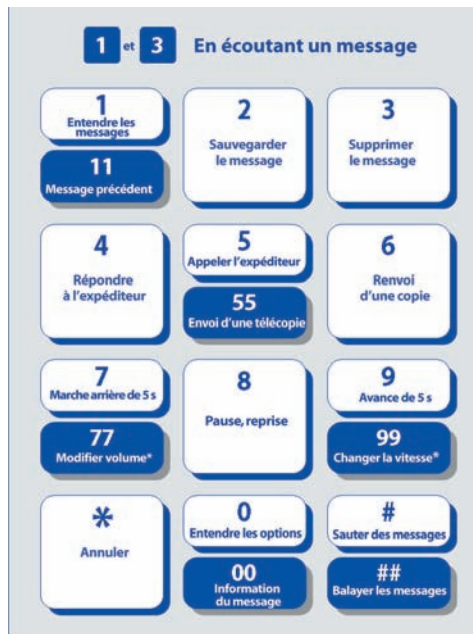 1 et 3 En écoutant un message
1
Entendre les
messages
11
Message précédent
2
Sauvegarder
le message
3
Supprimer
le message
4
Répondre
à l'expéditeur
5
Appeler l'expéditeur
55
Envoi d'une télécopie
6
Renvoi
d'une copie
7
Marche arrière de 5 s
77
Modifier volume*
8
Pause, reprise
9
Avance de 5 s
99
Changer la vitesse*
*
Annuler
0
Entendre les options
00
Information
du message
#
Sauter des messages
##
Balayer les messages